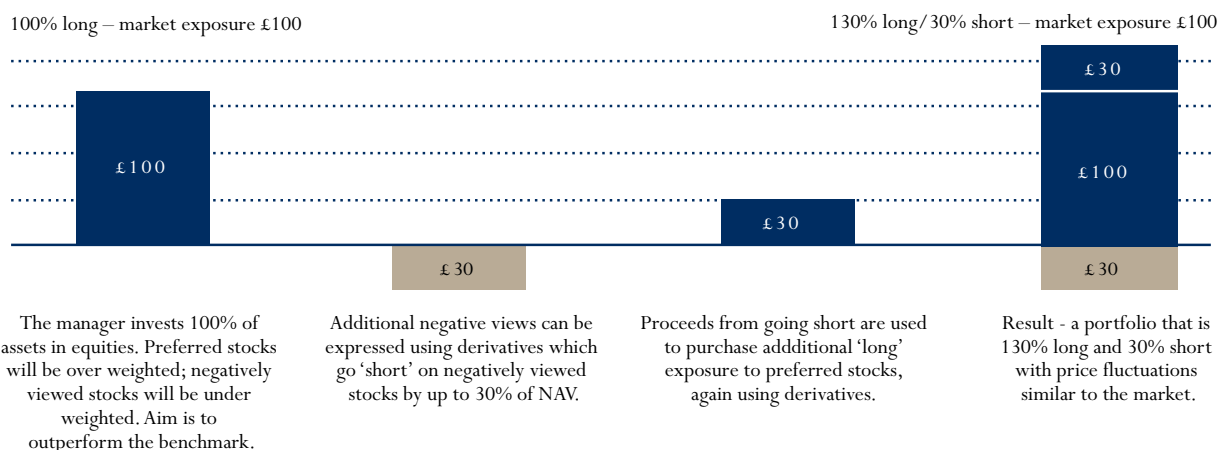 100% long – market exposure £100
130% long/30% short – market exposure £100
£100
£30
£30
£30
£100
£30
The manager invests 100% of
assets in equities. Preferred stocks
will be over weighted; negatively
viewed stocks will be under
weighted. Aim is to
outperform the benchmark.
Additional negative views can be
expressed using derivatives which
go ‘short’ on negatively viewed
stocks by up to 30% of NAV.
Proceeds from going short are used
to purchase addditional ‘long’
exposure to preferred stocks,
again using derivatives.
Result - a portfolio that is
130% long and 30% short
with price fluctuations
similar to the market.